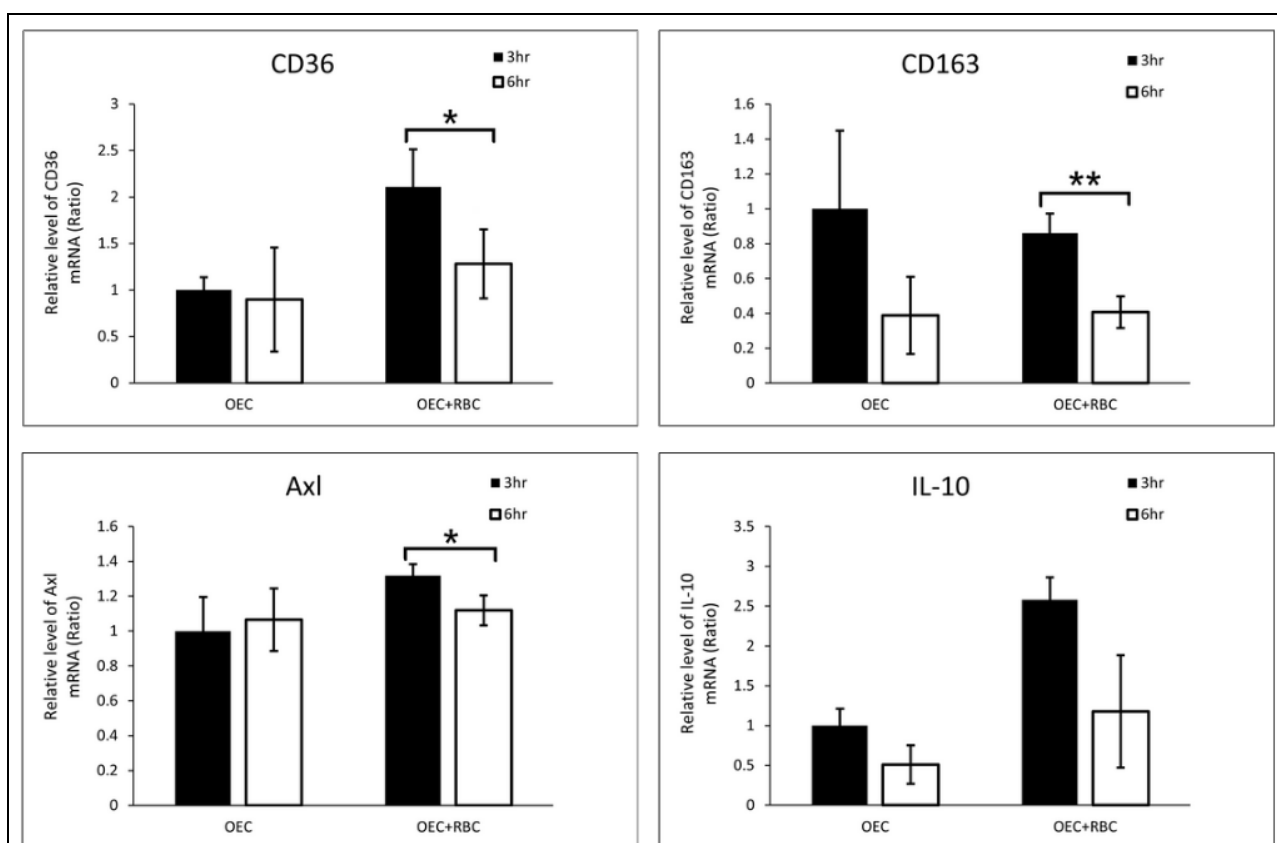 CD36
3hr
6hr
Relative level of CD36
mRNA (Ratio)
3
2.5
2
1.5
1
0.5
0
*
OEC
OEC+RBC
CD163
3hr
6hr
Relative level of CD163
mRNA (Ratio)
1.6
1.4
1.2
1
0.8
0.6
0.4
0.2
0
**
OEC
OEC+RBC
Axl
3hr
6hr
Relative level of Axl
mRNA (Ratio)
1.6
1.4
1.2
1
0.8
0.6
0.4
0.2
0
*
OEC
OEC+RBC
IL-10
3hr
6hr
Relative level of IL-10
mRNA (Ratio)
3.5
3
2.5
2
1.5
1
0.5
0
OEC
OEC+RBC